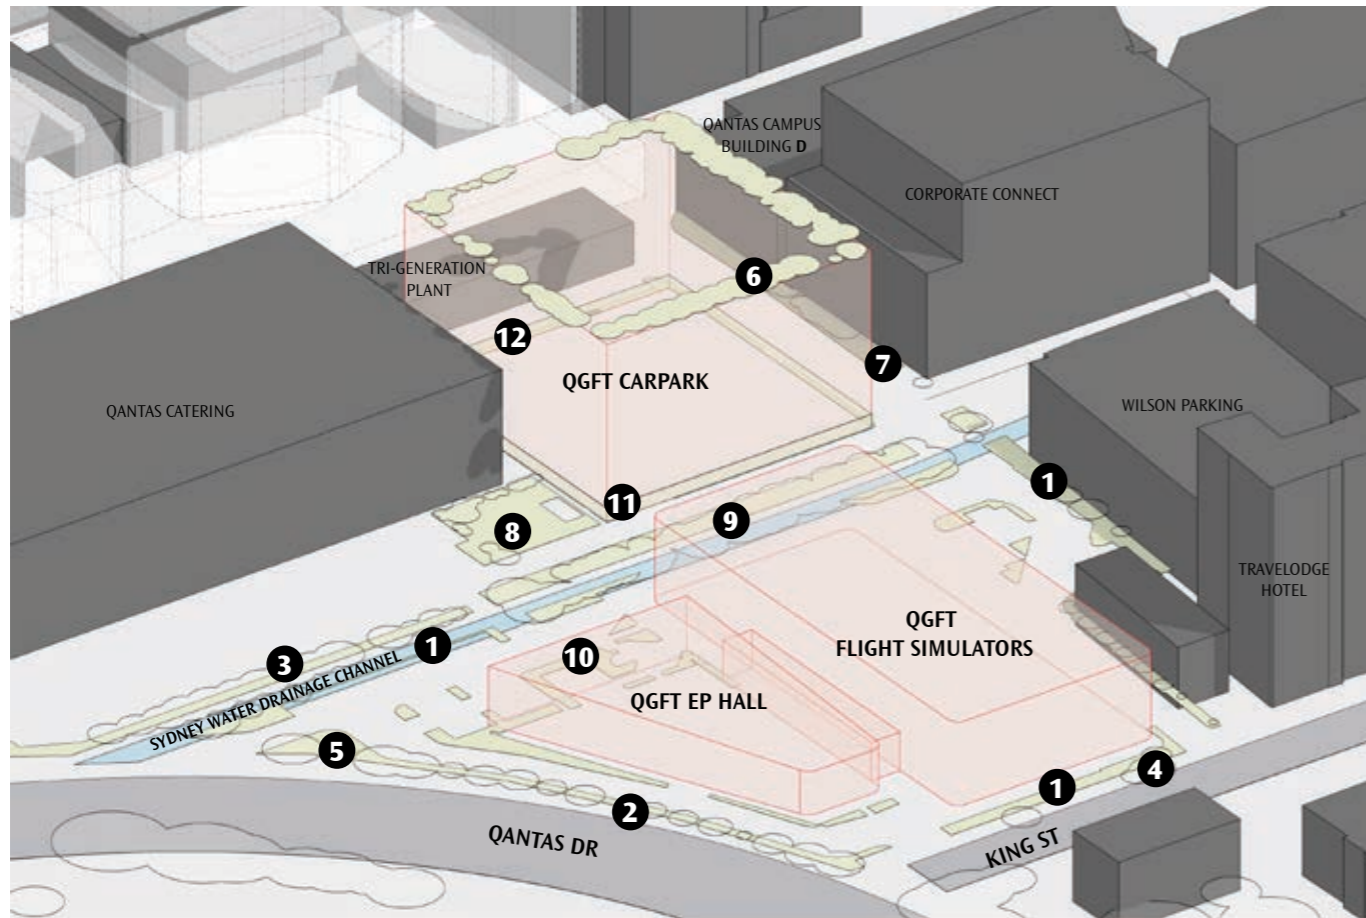 QANTAS CAMPUS
BUILDING D
CORPORATE CONNECT
TRI-GENERATION
PLANT
6
12
7
QGFT CARPARK
QANTAS CATERING
WILSON PARKING
1
11
9
8
TRAVELODGE
HOTEL
QGFT
FLIGHT SIMULATORS
1
3
10
SYDNEY WATER DRAINAGE CHANNEL
QGFT EP HALL
5
4
1
2
QANTAS DR
KING ST